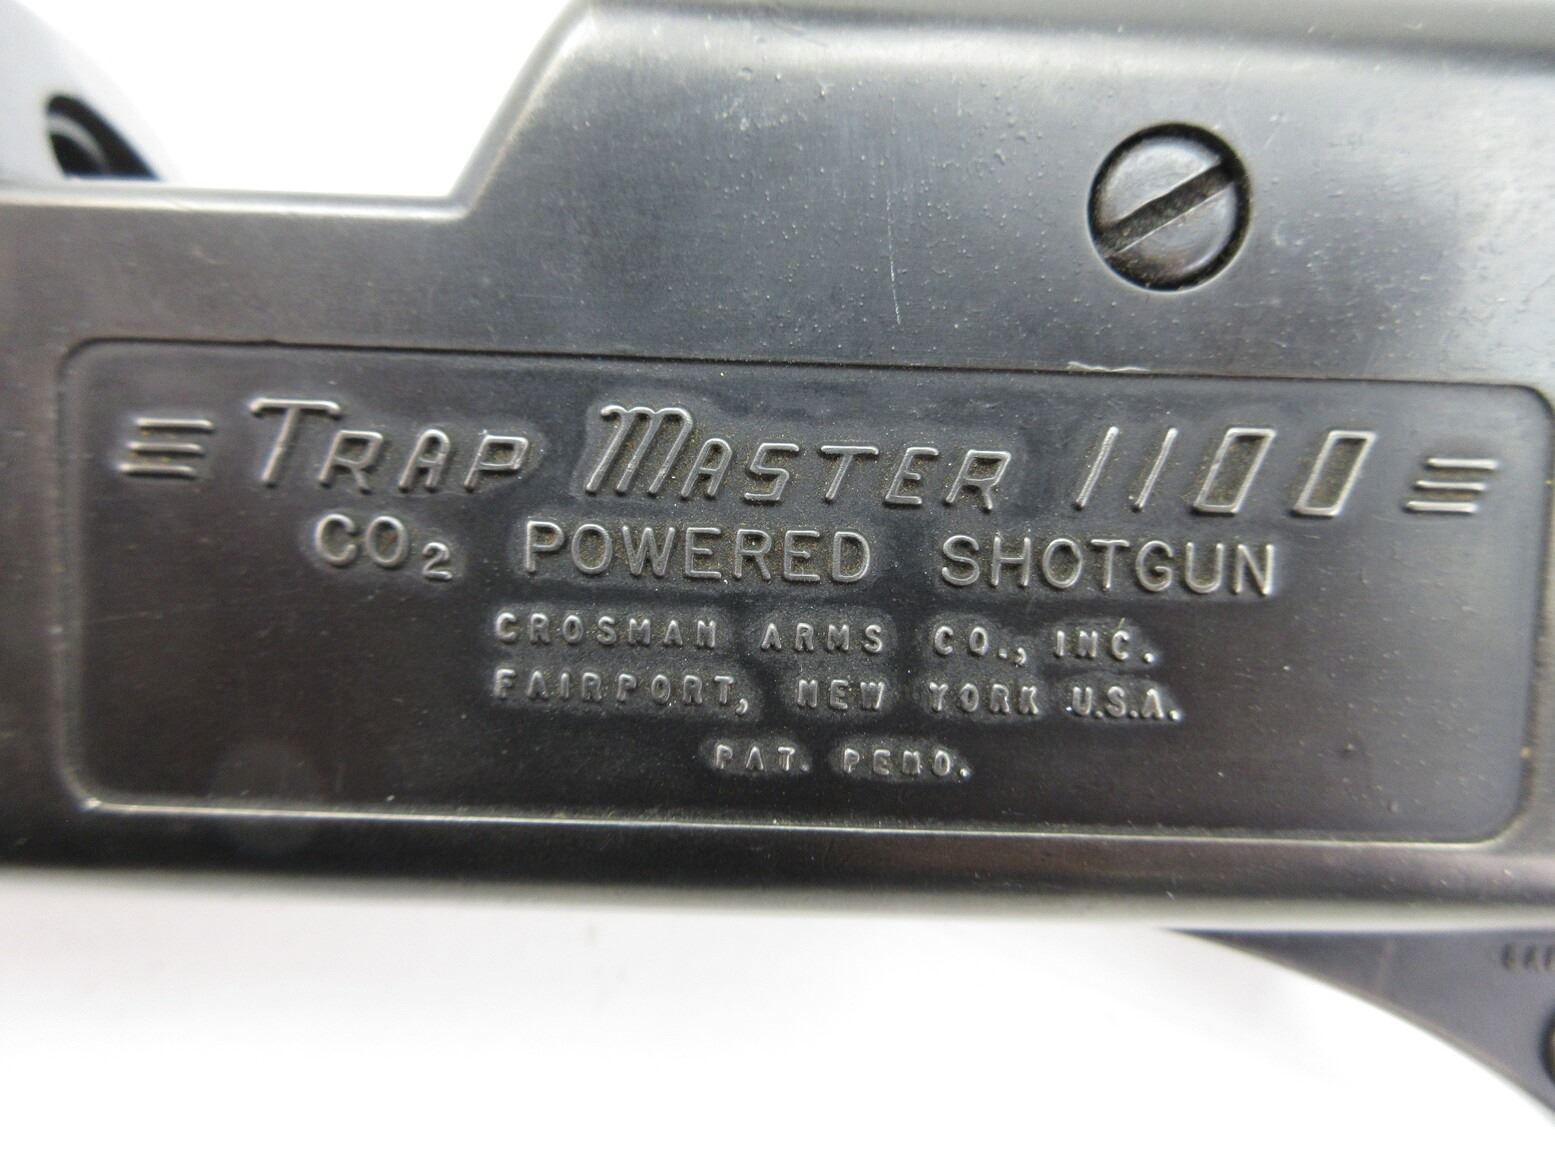 TRAP MASTER 1100
CO2 POWERED SHOTGUN
CROSMAN ARMS CO., INC.
FAIRPORT, NEW YORK U.S.A.
PAT. PEND.